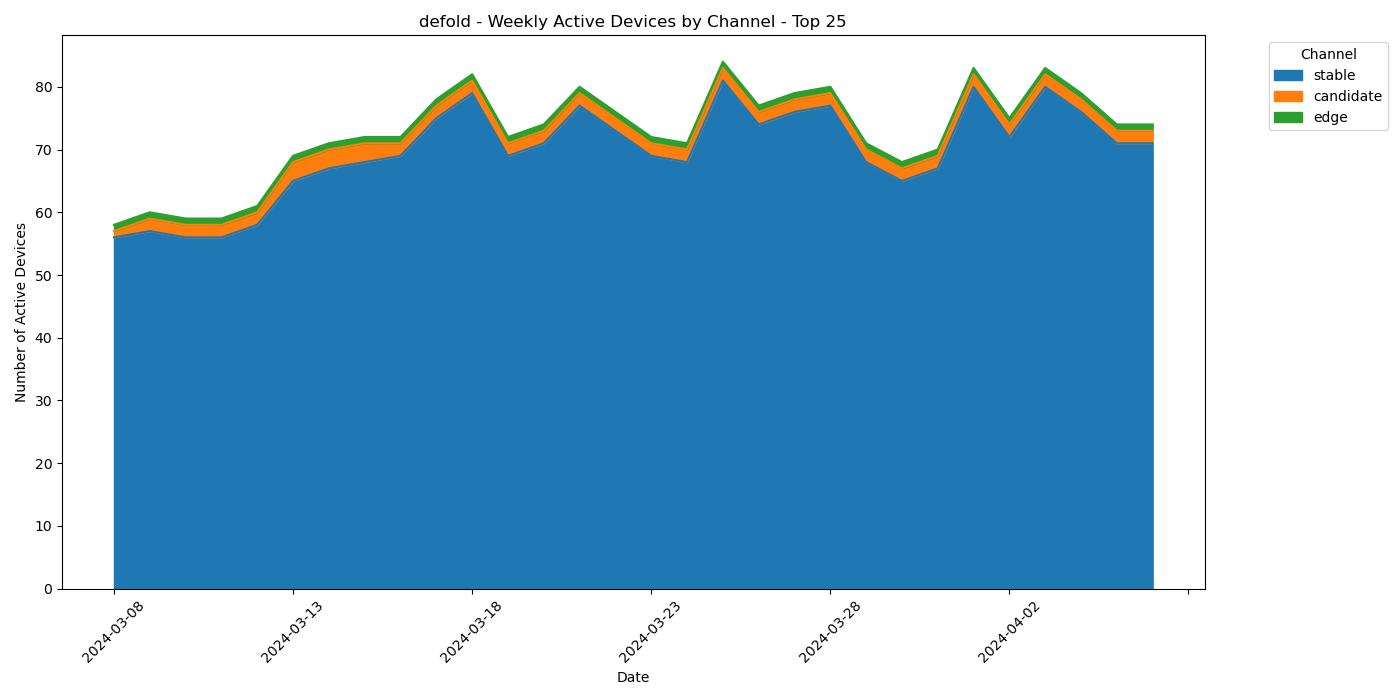 defold - Weekly Active Devices by Channel - Top 25
Number of Active Devices
80
70
60
50
40
30
20
10
0
2024-03-08
2024-03-13
2024-03-18
2024-03-23
2024-03-28
2024-04-02
Date
Channel
stable
candidate
edge